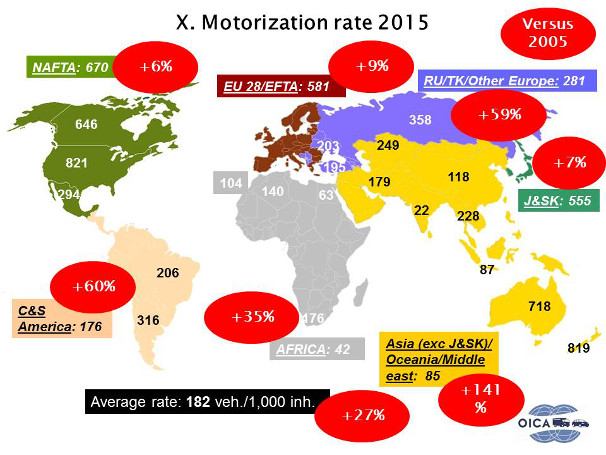 X. Motorization rate 2015
Versus
2005
NAFTA: 670
+6%
EU 28/EFTA: 581
+9%
RU/TK/Other Europe: 281
+59%
646
821
294
358
203
195
249
179
118
22
228
87
+7%
J&SK: 555
104
140
63
176
206
316
+60%
C&S
America: 176
+35%
AFRICA: 42
718
819
Asia (exc J&SK)/
Oceania/Middle
east: 85
+141
%
Average rate: 182 veh./1,000 inh.
+27%
OICA